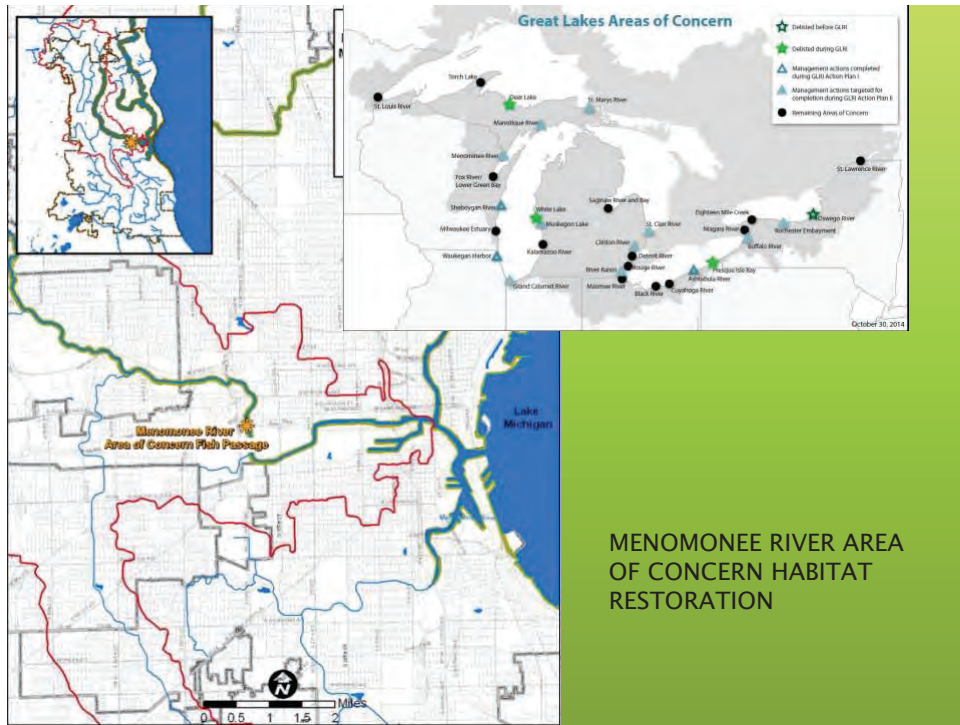 Great Lakes Areas of Concern
Delisted before GLRI
Delisted during GLRI
Management actions completed
during GLRI Action Plan I
Management actions targeted for
completion during GLRI Action Plan II
Remaining Areas of Concern
Torch Lake
St. Louis River
Deer Lake
St. Marys River
Manistique River
Menominee River
Fox River/
Lower Green Bay
Sheboygan River
Milwaukee Estuary
Waukegan Harbor
Grand Calumet River
White Lake
Muskegon Lake
Kalamazoo River
Saginaw River and Bay
St. Clair River
Clinton River
Detroit River
Rouge River
River Raisin
Maumee River
Black River
Cuyahoga River
Ashtabula River
Presque Isle Bay
Buffalo River
Niagara River
Eighteen Mile Creek
Rochester Embayment
Oswego River
St. Lawrence River
October 30, 2014
Menomonee River
Area of Concern Fish Passage
Lake
Michigan
N
Miles
0 0.5 1 1.5 2
MENOMONEE RIVER AREA
OF CONCERN HABITAT
RESTORATION